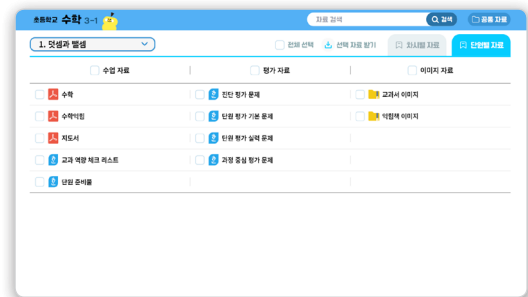 초등학교 수학 3-1
자료 검색
검색
공통 자료
1. 덧셈과 뺄셈
전체 선택
선택 자료 받기
차시별 자료
단원별 자료
수업 자료
평가 자료
이미지 자료
수학
진단 평가 문제
교과서 이미지
수학익힘
단원 평가 기본 문제
익힘책 이미지
지도서
단원 평가 실력 문제
교과 역량 체크 리스트
과정 중심 평가 문제
단원 준비물